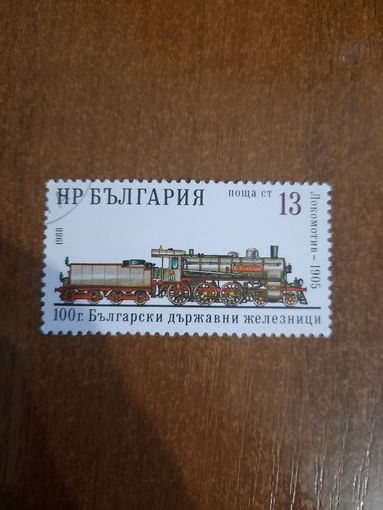 НР БЪЛГАРИЯ
поща ст 13
1988
Локомотив – 1905
100 г. Български държавни железници